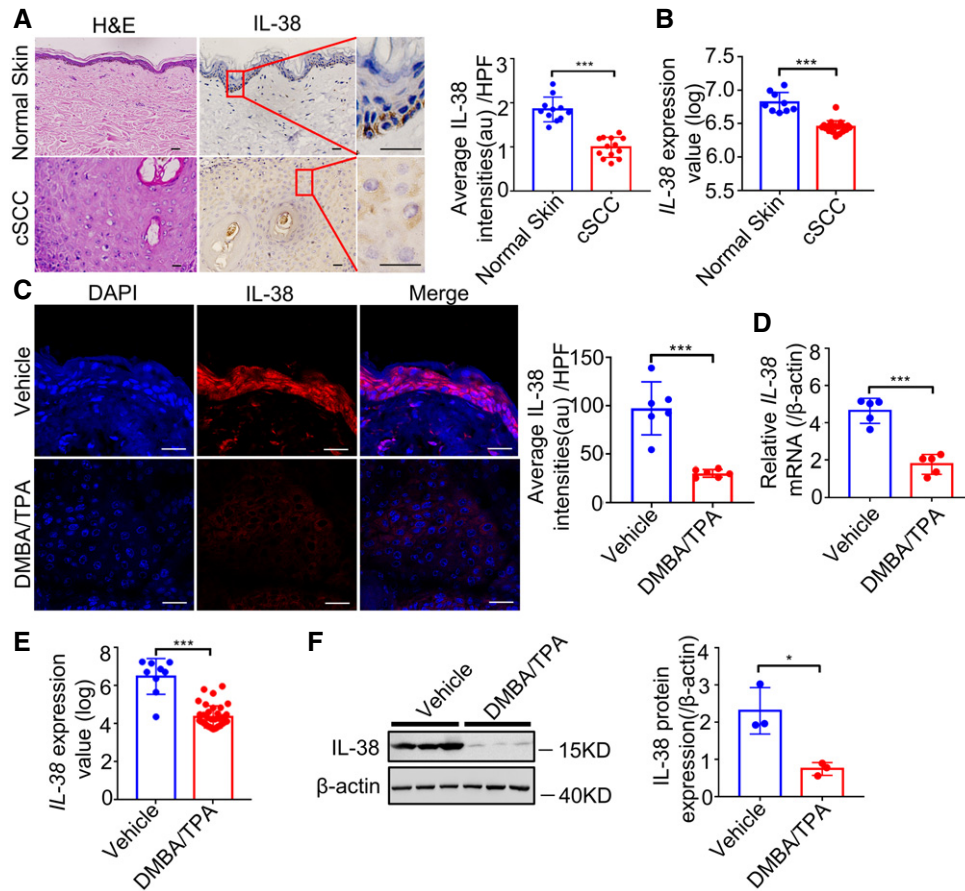 A
H&E
IL-38
Normal Skin
cSCC
Average IL-38
intensities(au) /HPF
3
2
1
0
***
Normal Skin
cSCC
B
IL-38 expression
value (log)
7.5
7.0
6.5
6.0
5.5
***
Normal Skin
cSCC
C
DAPI
IL-38
Merge
Vehicle
DMBA/TPA
Average IL-38
intensities(au) /HPF
150
100
50
0
***
Vehicle
DMBA/TPA
D
Relative IL-38
mRNA (/β-actin)
8
6
4
2
0
***
Vehicle
DMBA/TPA
E
IL-38 expression
value (log)
8
6
4
2
0
***
Vehicle
DMBA/TPA
F
Vehicle
DMBA/TPA
IL-38
15KD
β-actin
40KD
IL-38 protein
expression(/β-actin)
4
3
2
1
0
*
Vehicle
DMBA/TPA